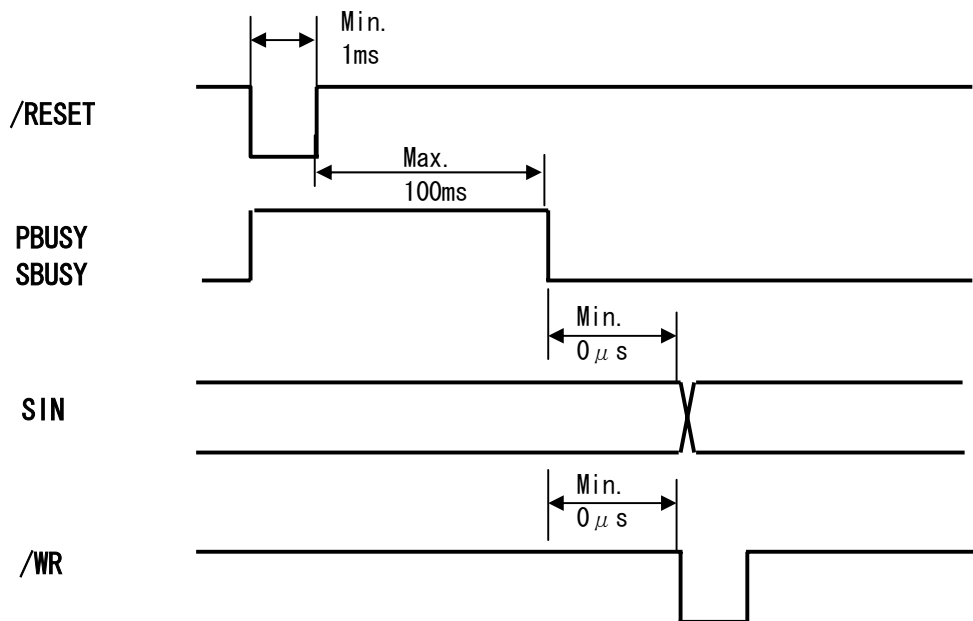 Min.
1ms
/RESET
Max.
100ms
PBUSY
SBUSY
Min.
0μs
SIN
Min.
0μs
/WR